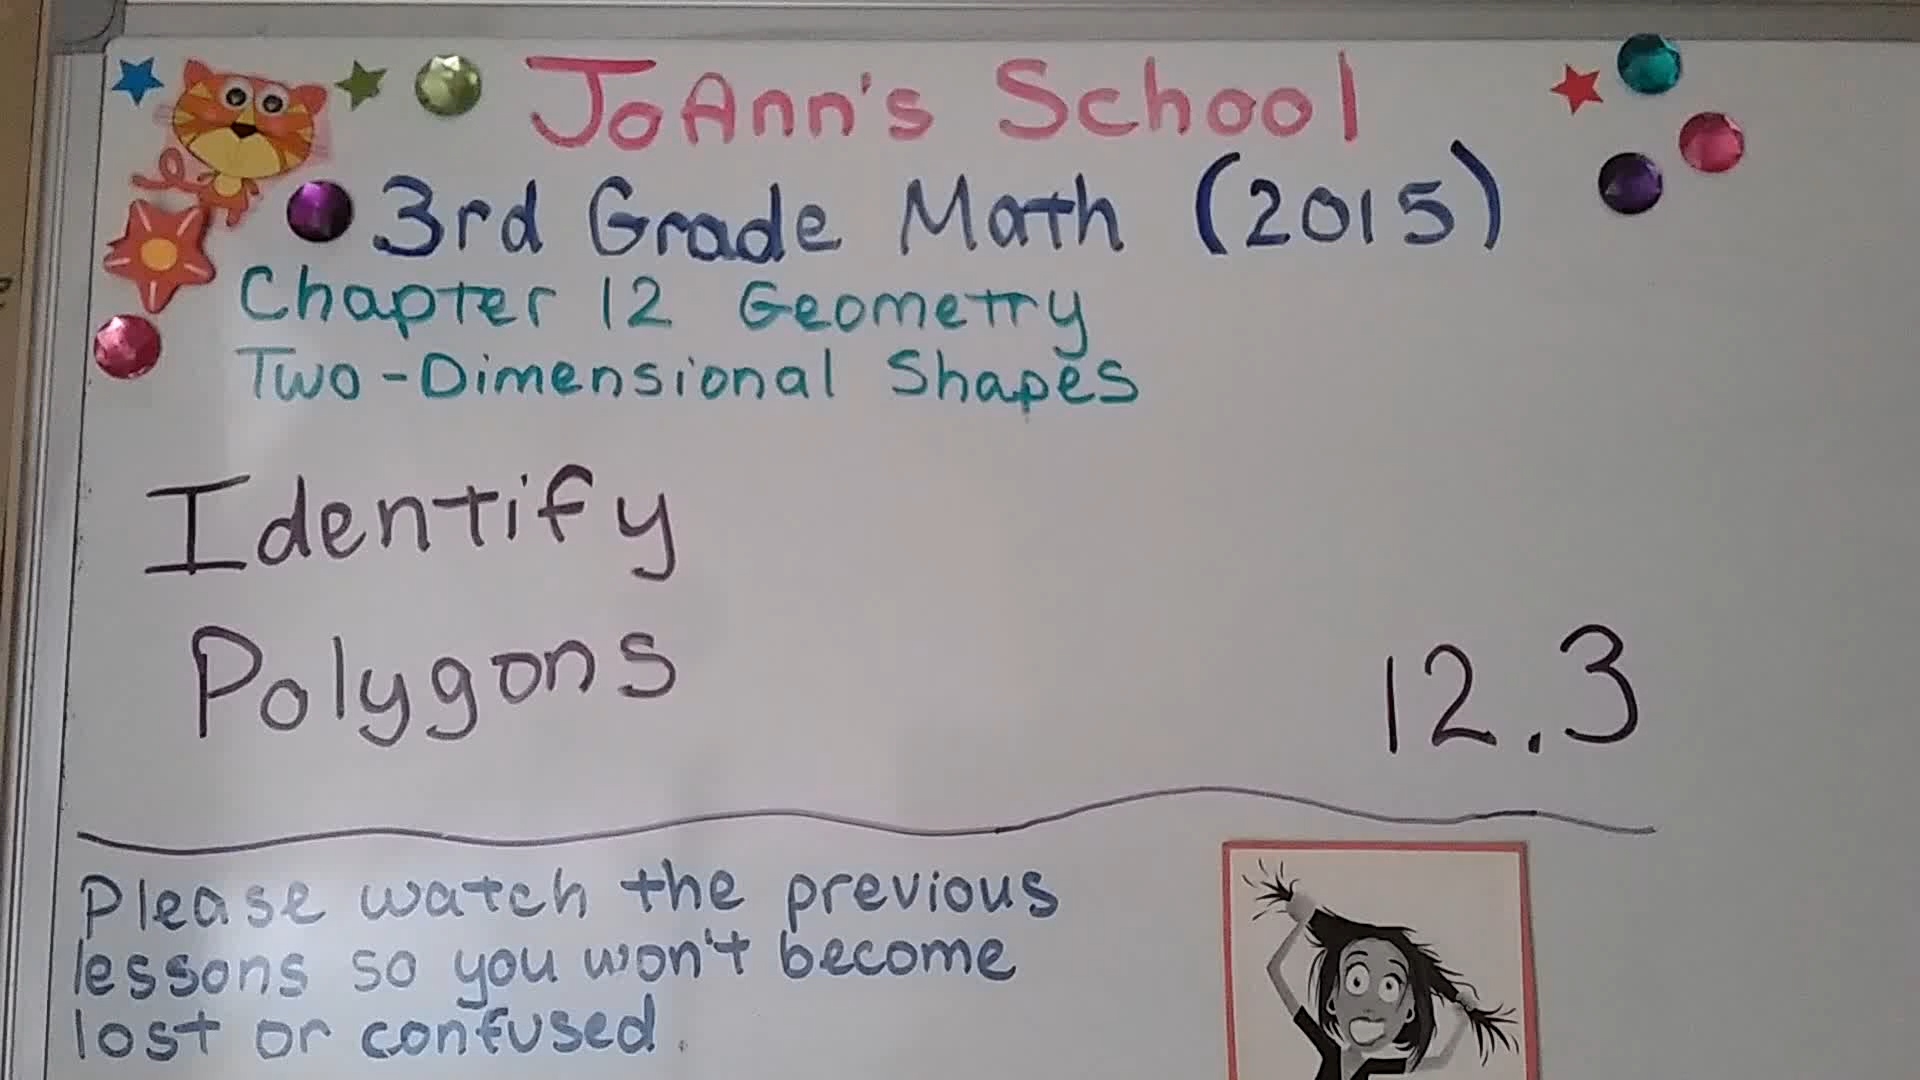 JoAnn's School
3rd Grade Math (2015)
Chapter 12 Geometry
Two-Dimensional Shapes
Identify
Polygons
12.3
Please watch the previous
lessons so you won't become
lost or confused.